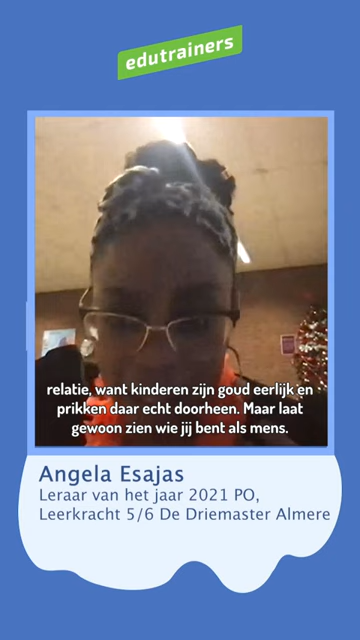 edutrainers
relatie, want kinderen zijn goud eerlijk en
prikken daar echt doorheen. Maar laat
gewoon zien wie jij bent als mens.
Angela Esajas
Leraar van het jaar 2021 PO,
Leerkracht 5/6 De Driemaster Almere